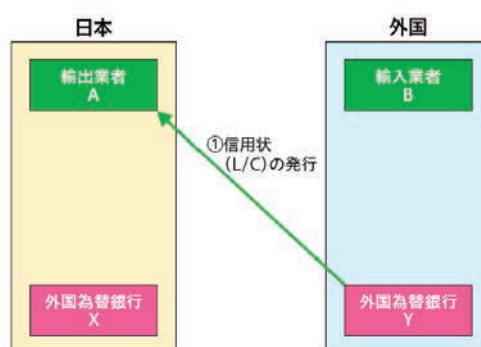 日本
外国
輸出業者
A
輸入業者
B
①信用状
(L/C)の発行
外国為替銀行
X
外国為替銀行
Y